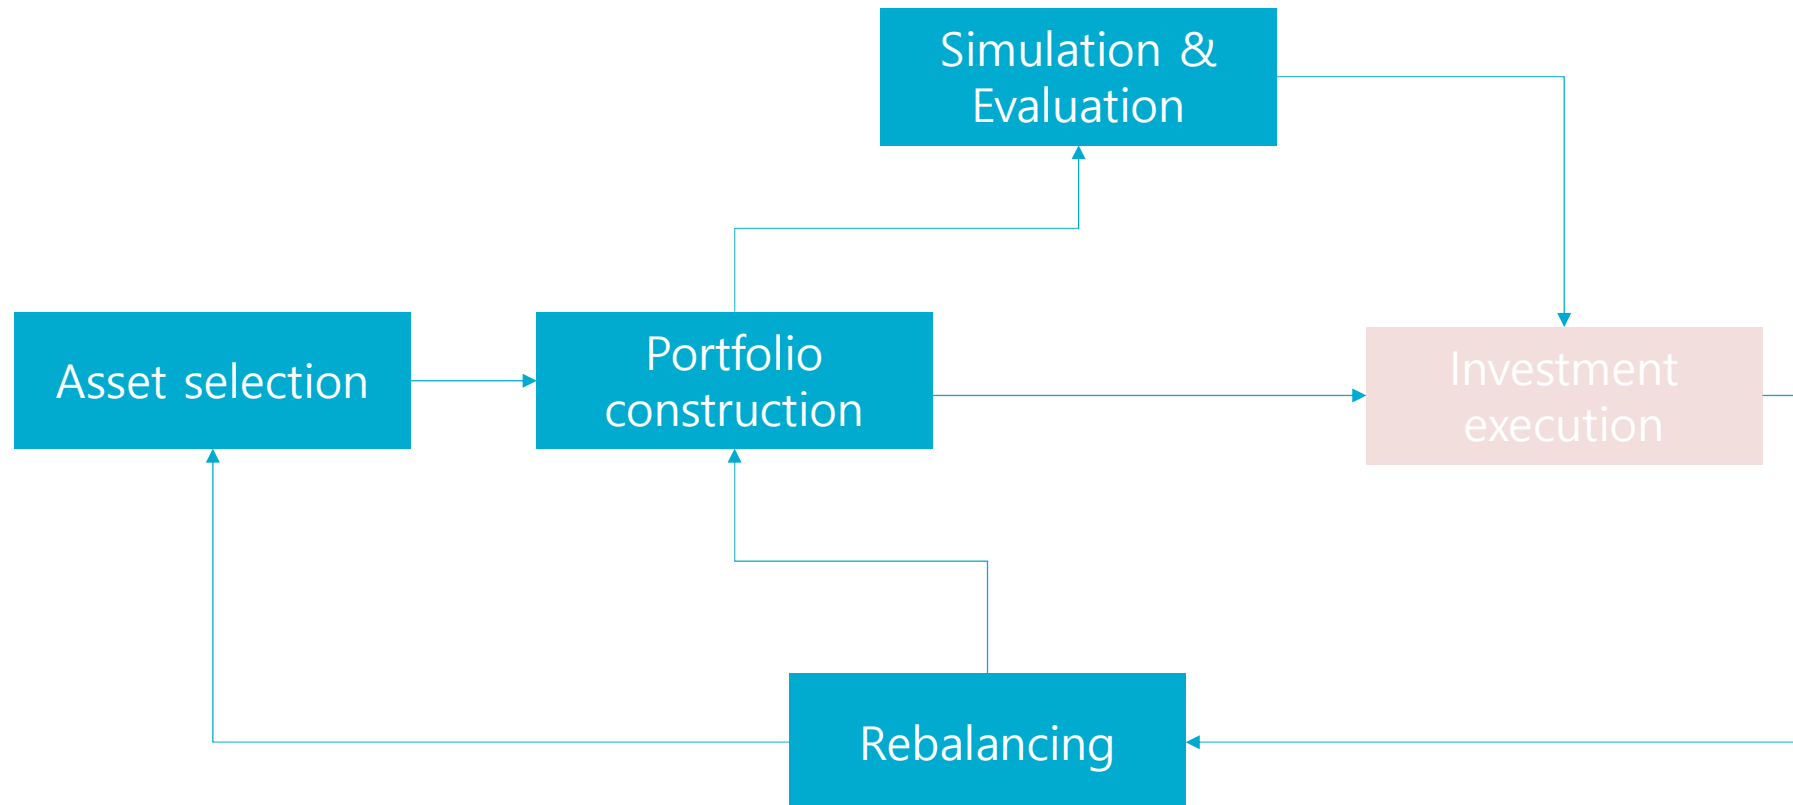 Simulation &
Evaluation
Asset selection
Portfolio
construction
Investment
execution
Rebalancing